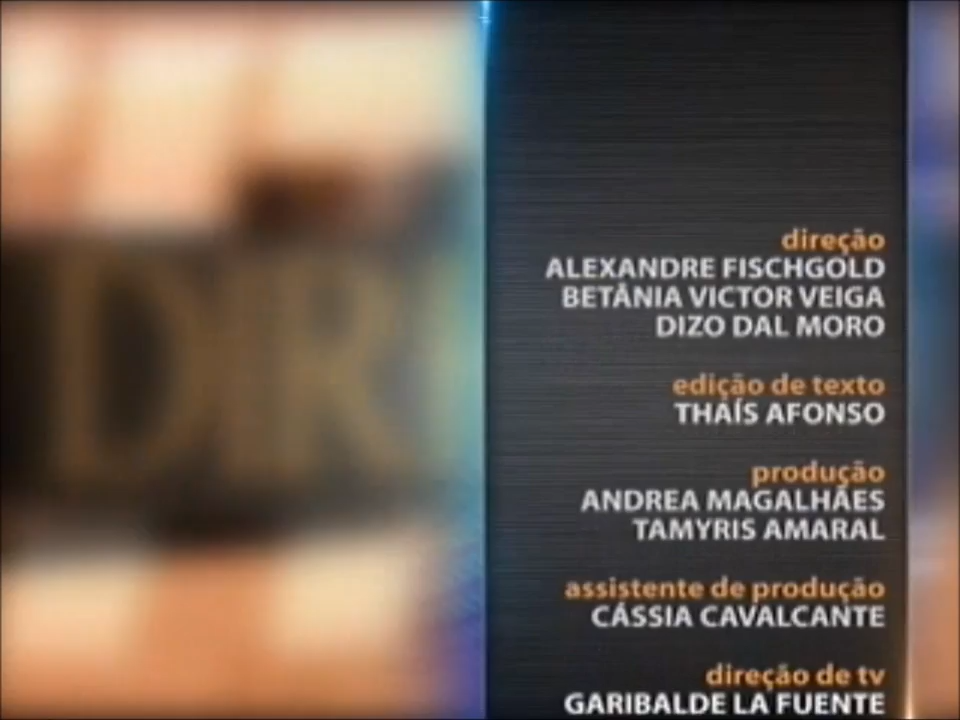 DIR
direção
ALEXANDRE FISCHGOLD
BETÂNIA VICTOR VEIGA
DIZO DAL MORO
edição de texto
THAÍS AFONSO
produção
ANDREA MAGALHÃES
TAMYRIS AMARAL
assistente de produção
CÁSSIA CAVALCANTE
direção de tv
GARIBALDE LA FUENTE